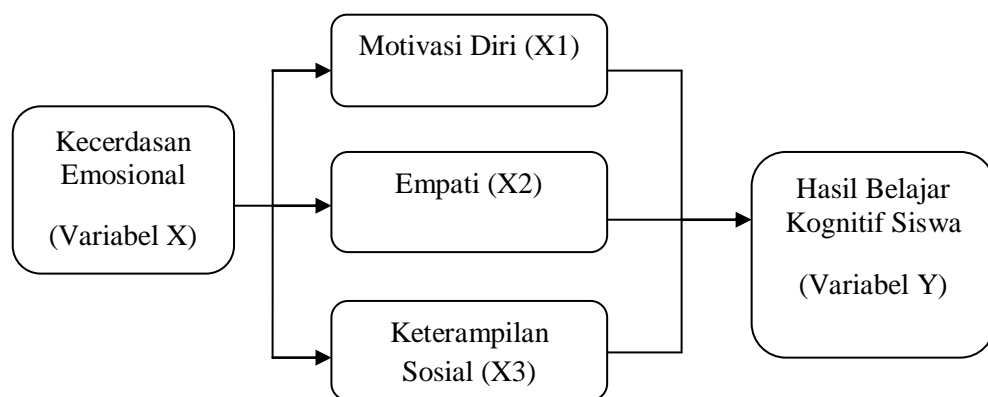 Kecerdasan
Emosional
(Variabel X)
Motivasi Diri (X1)
Empati (X2)
Keterampilan
Sosial (X3)
Hasil Belajar
Kognitif Siswa
(Variabel Y)